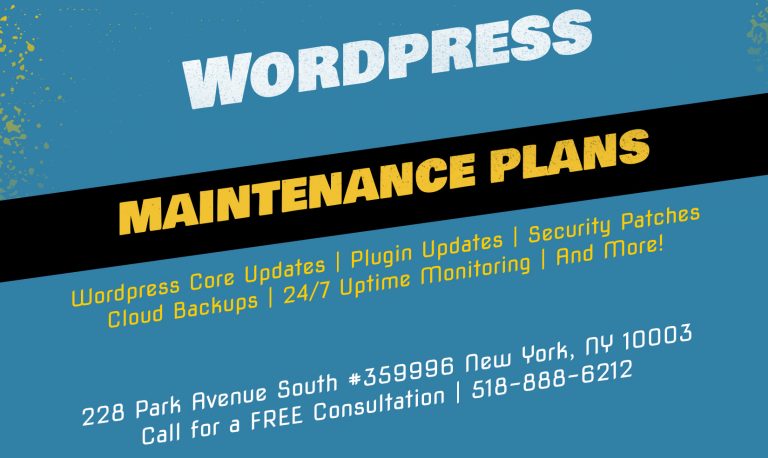 WORDPRESS
MAINTENANCE PLANS
Wordpress Core Updates | Plugin Updates | Security Patches
Cloud Backups | 24/7 Uptime Monitoring | And More!
228 Park Avenue South #359996 New York, NY 10003
Call for a FREE Consultation | 518-888-6212